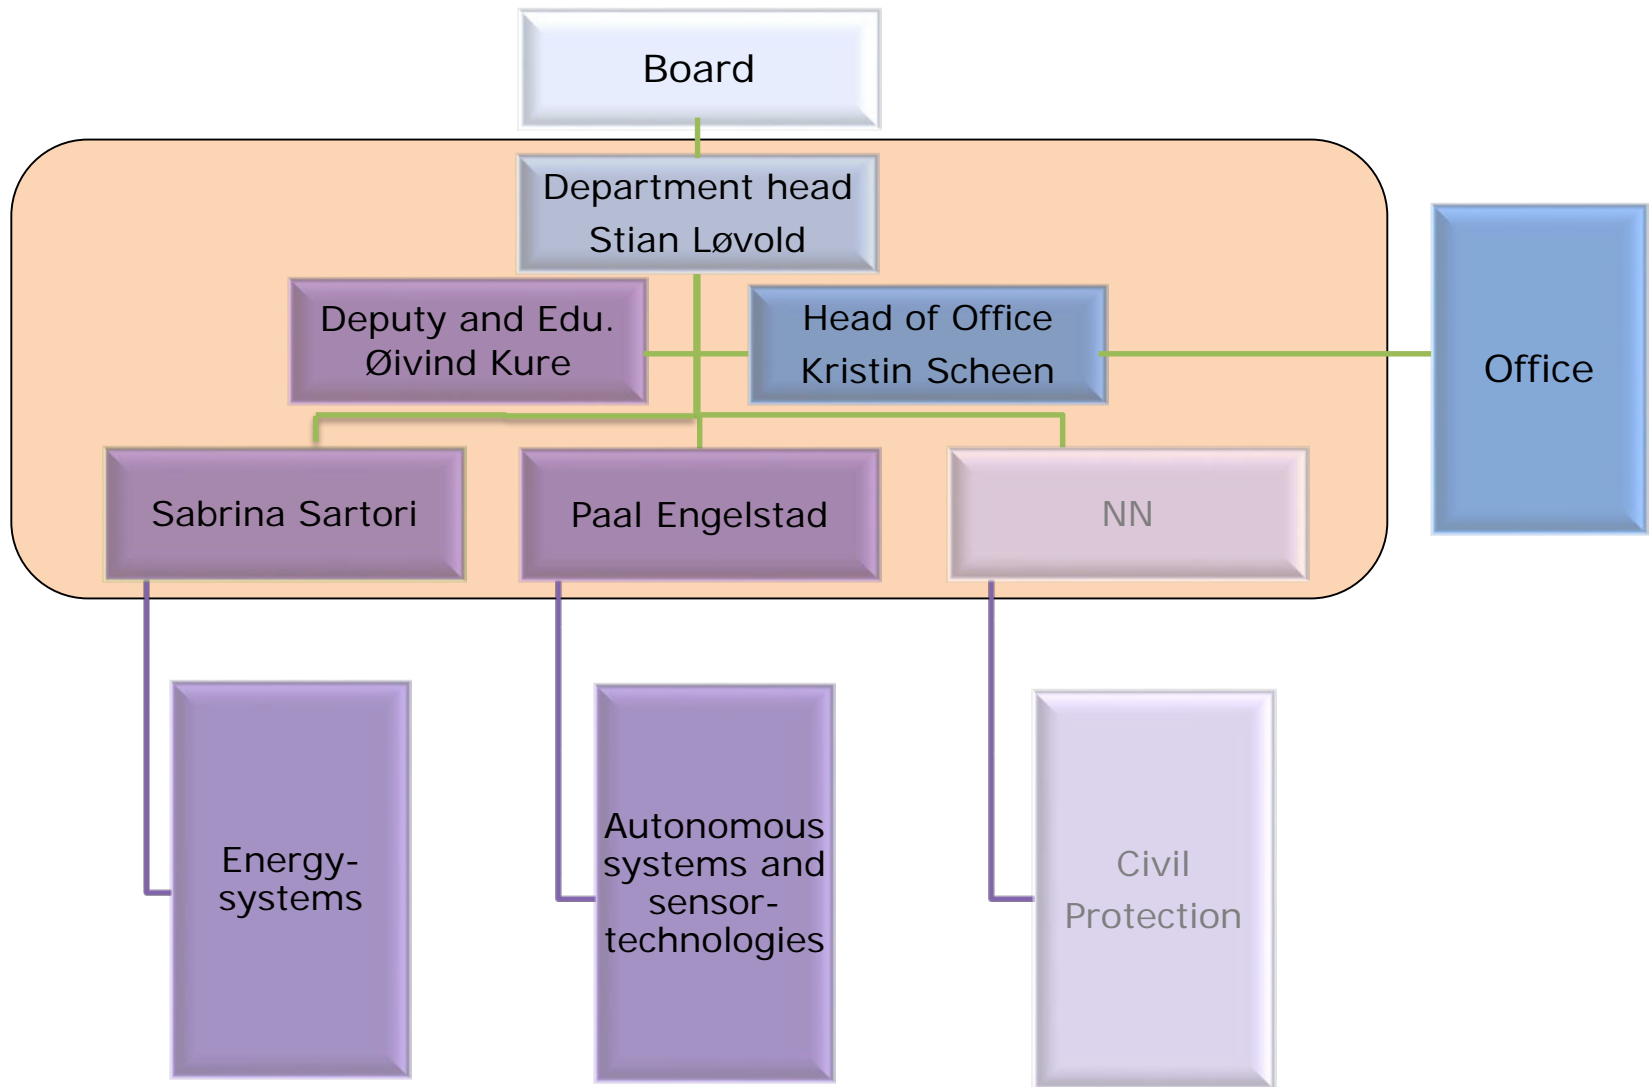 Board
Department head
Stian Løvold
Deputy and Edu.
Øivind Kure
Head of Office
Kristin Scheen
Office
Sabrina Sartori
Paal Engelstad
NN
Energy-
systems
Autonomous
systems and
sensor-
technologies
Civil
Protection